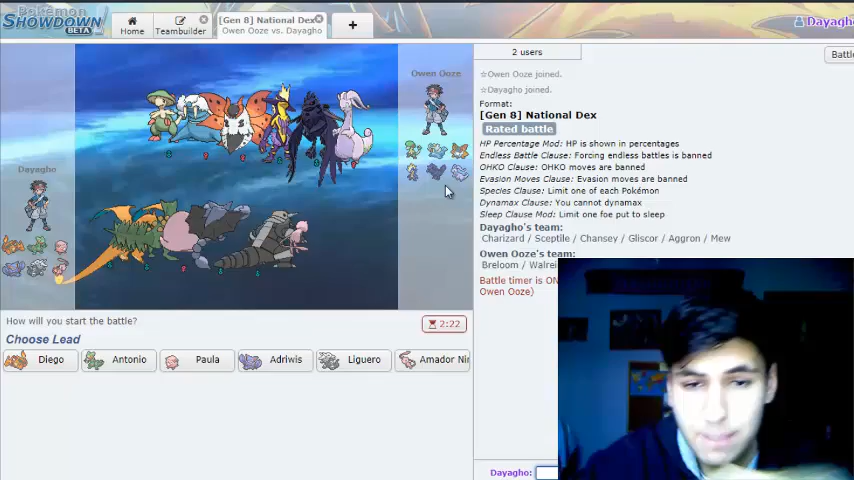 Pokémon
SHOWDOWN
BETA
Home
Teambuilder
[Gen 8] National Dex
Owen Ooze vs. Dayagho
+
Dayagho
2 users
Battle
☆Owen Ooze joined.
☆Dayagho joined.
Format:
[Gen 8] National Dex
Rated battle
HP Percentage Mod: HP is shown in percentages
Endless Battle Clause: Forcing endless battles is banned
OHKO Clause: OHKO moves are banned
Evasion Moves Clause: Evasion moves are banned
Species Clause: Limit one of each Pokémon
Dynamax Clause: You cannot dynamax
Sleep Clause Mod: Limit one foe put to sleep
Dayagho's team:
Charizard / Sceptile / Chansey / Gliscor / Aggron / Mew
Owen Ooze's team:
Breloom / Walrei
Battle timer is ON
Owen Ooze)
Owen Ooze
Dayagho
How will you start the battle?
2:22
Choose Lead
Diego
Antonio
Paula
Adriwis
Liguero
Amador Nir
Dayagho: